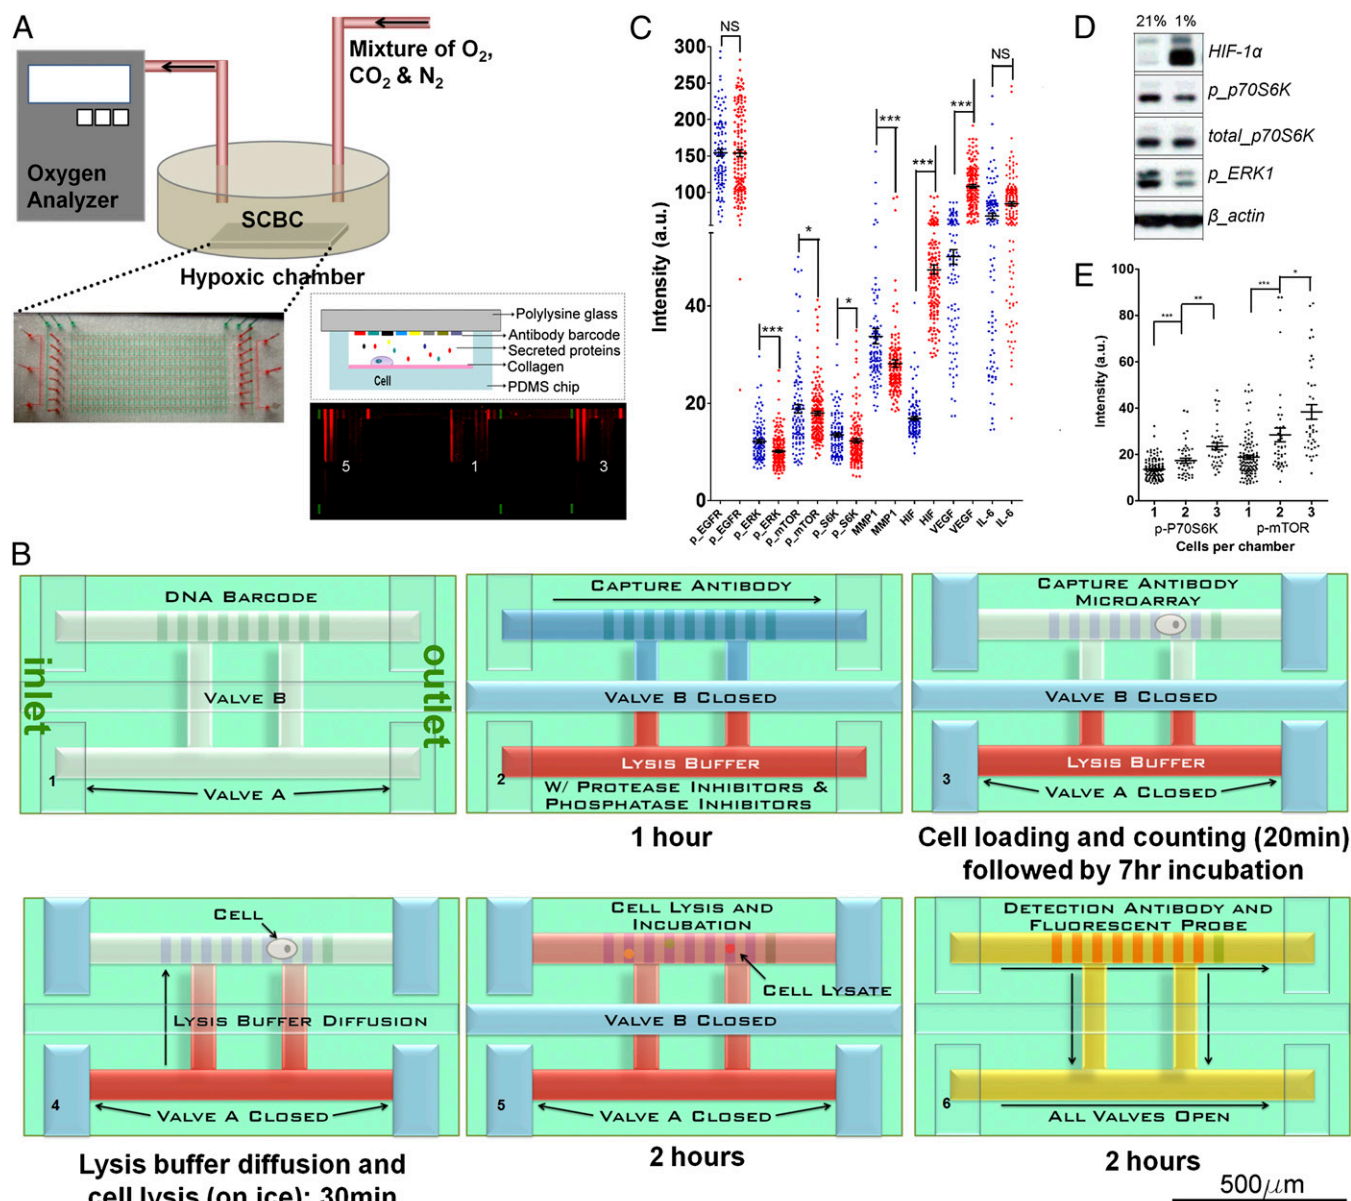 A
Mixture of O₂,
CO₂ & N₂
Oxygen
Analyzer
SCBC
Hypoxic chamber
Polylysine glass
Antibody barcode
Secreted proteins
Collagen
PDMS chip
Cell
5
1
3
C
Intensity (a.u.)
300
250
200
150
100
40
20
0
NS
***
*
*
***
***
***
NS
p_EGFR
p_EGFR
p_ERK
p_ERK
p_mTOR
p_mTOR
p_S6K
p_S6K
MMP1
MMP1
HIF
HIF
VEGF
VEGF
IL-6
IL-6
D
21% 1%
HIF-1α
p_p70S6K
total_p70S6K
p_ERK1
β_actin
E
Intensity (a.u.)
100
80
60
40
20
0
***
**
***
*
1 2 3 1 2 3
p-P70S6K p-mTOR
Cells per chamber
B
DNA Barcode
inlet
outlet
Valve B
1
Valve A
Capture Antibody
Valve B Closed
Lysis Buffer
2
w/ Protease Inhibitors &
Phosphatase Inhibitors
1 hour
Capture Antibody
Microarray
Valve B Closed
Lysis Buffer
3
Valve A Closed
Cell loading and counting (20min)
followed by 7hr incubation
Cell
Lysis Buffer Diffusion
4
Valve A Closed
Lysis buffer diffusion and
cell lysis (on ice): 30min
Cell Lysis and
Incubation
Cell Lysate
Valve B Closed
5
Valve A Closed
2 hours
Detection Antibody and
Fluorescent Probe
6
All Valves Open
2 hours
500μm